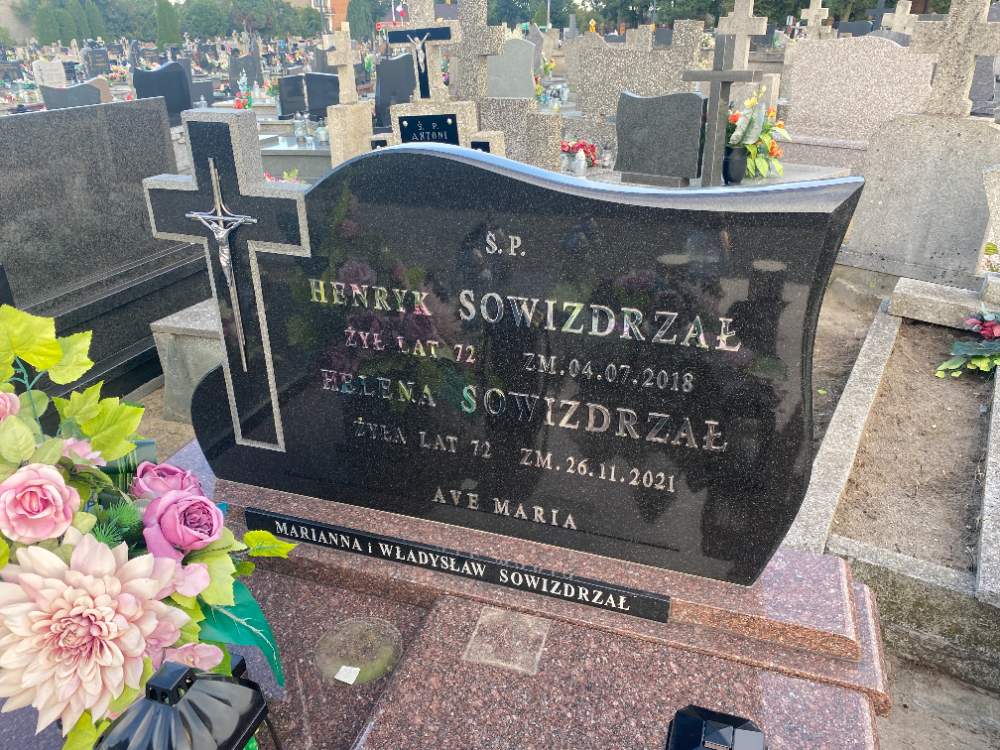 Ś.P.
ANTONI
Ś.P.
HENRYK SOWIZDRZAŁ
ŻYŁ LAT 72 ZM.04.07.2018
HELENA SOWIZDRZAŁ
ŻYŁA LAT 72 ZM.26.11.2021
AVE MARIA
MARIANNA i WŁADYSŁAW SOWIZDRZAŁ